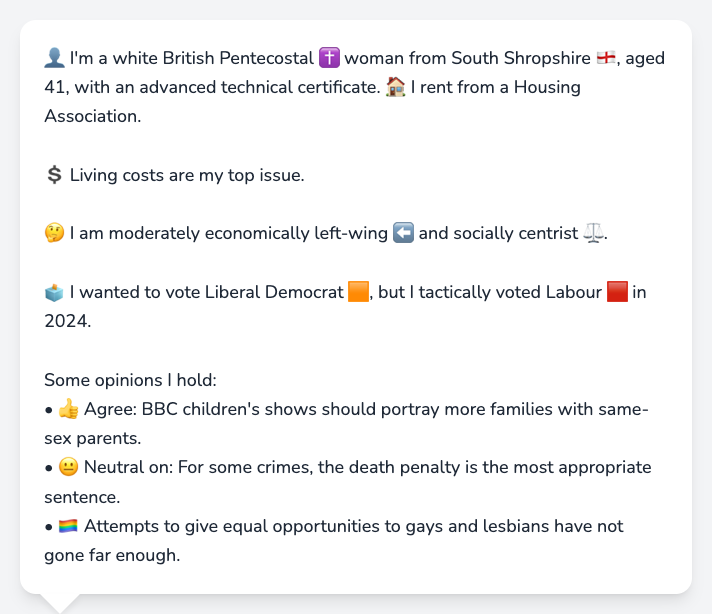 👤 I'm a white British Pentecostal ✝️ woman from South Shropshire 🏴󠁧󠁢󠁥󠁮󠁧󠁿, aged
41, with an advanced technical certificate. 🏠 I rent from a Housing
Association.
💲 Living costs are my top issue.
🤔 I am moderately economically left-wing ⬅️ and socially centrist ⚖️.
🗳️ I wanted to vote Liberal Democrat 🟧, but I tactically voted Labour 🟥 in
2024.
Some opinions I hold:
• 👍 Agree: BBC children's shows should portray more families with same-
sex parents.
• 😐 Neutral on: For some crimes, the death penalty is the most appropriate
sentence.
• 🏳️‍🌈 Attempts to give equal opportunities to gays and lesbians have not
gone far enough.